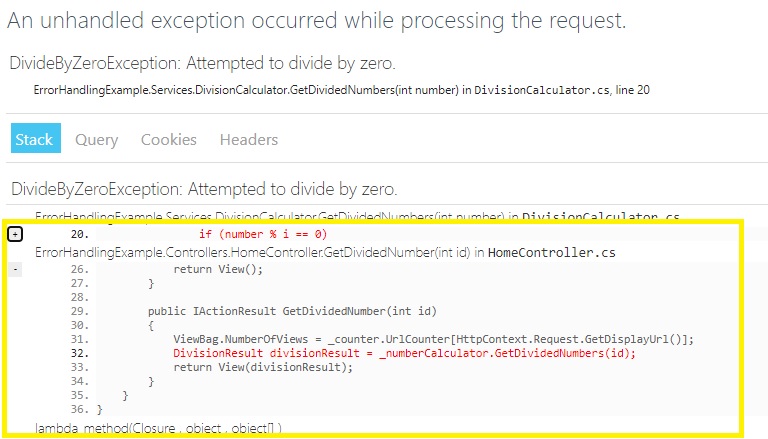 An unhandled exception occurred while processing the request.
DivideByZeroException: Attempted to divide by zero.
ErrorHandlingExample.Services.DivisionCalculator.GetDividedNumbers(int number) in DivisionCalculator.cs, line 20
Stack Query Cookies Headers
DivideByZeroException: Attempted to divide by zero.
ErrorHandlingExample.Services.DivisionCalculator.GetDividedNumbers(int number) in DivisionCalculator.cs
+ 20. if (number % i == 0)
ErrorHandlingExample.Controllers.HomeController.GetDividedNumber(int id) in HomeController.cs
- 26. return View();
27. }
28.
29. public IActionResult GetDividedNumber(int id)
30. {
31. ViewBag.NumberOfViews = _counter.UrlCounter[HttpContext.Request.GetDisplayUrl()];
32. DivisionResult divisionResult = _numberCalculator.GetDividedNumbers(id);
33. return View(divisionResult);
34. }
35. }
36. }
lambda_method(Closure , object , object[] )